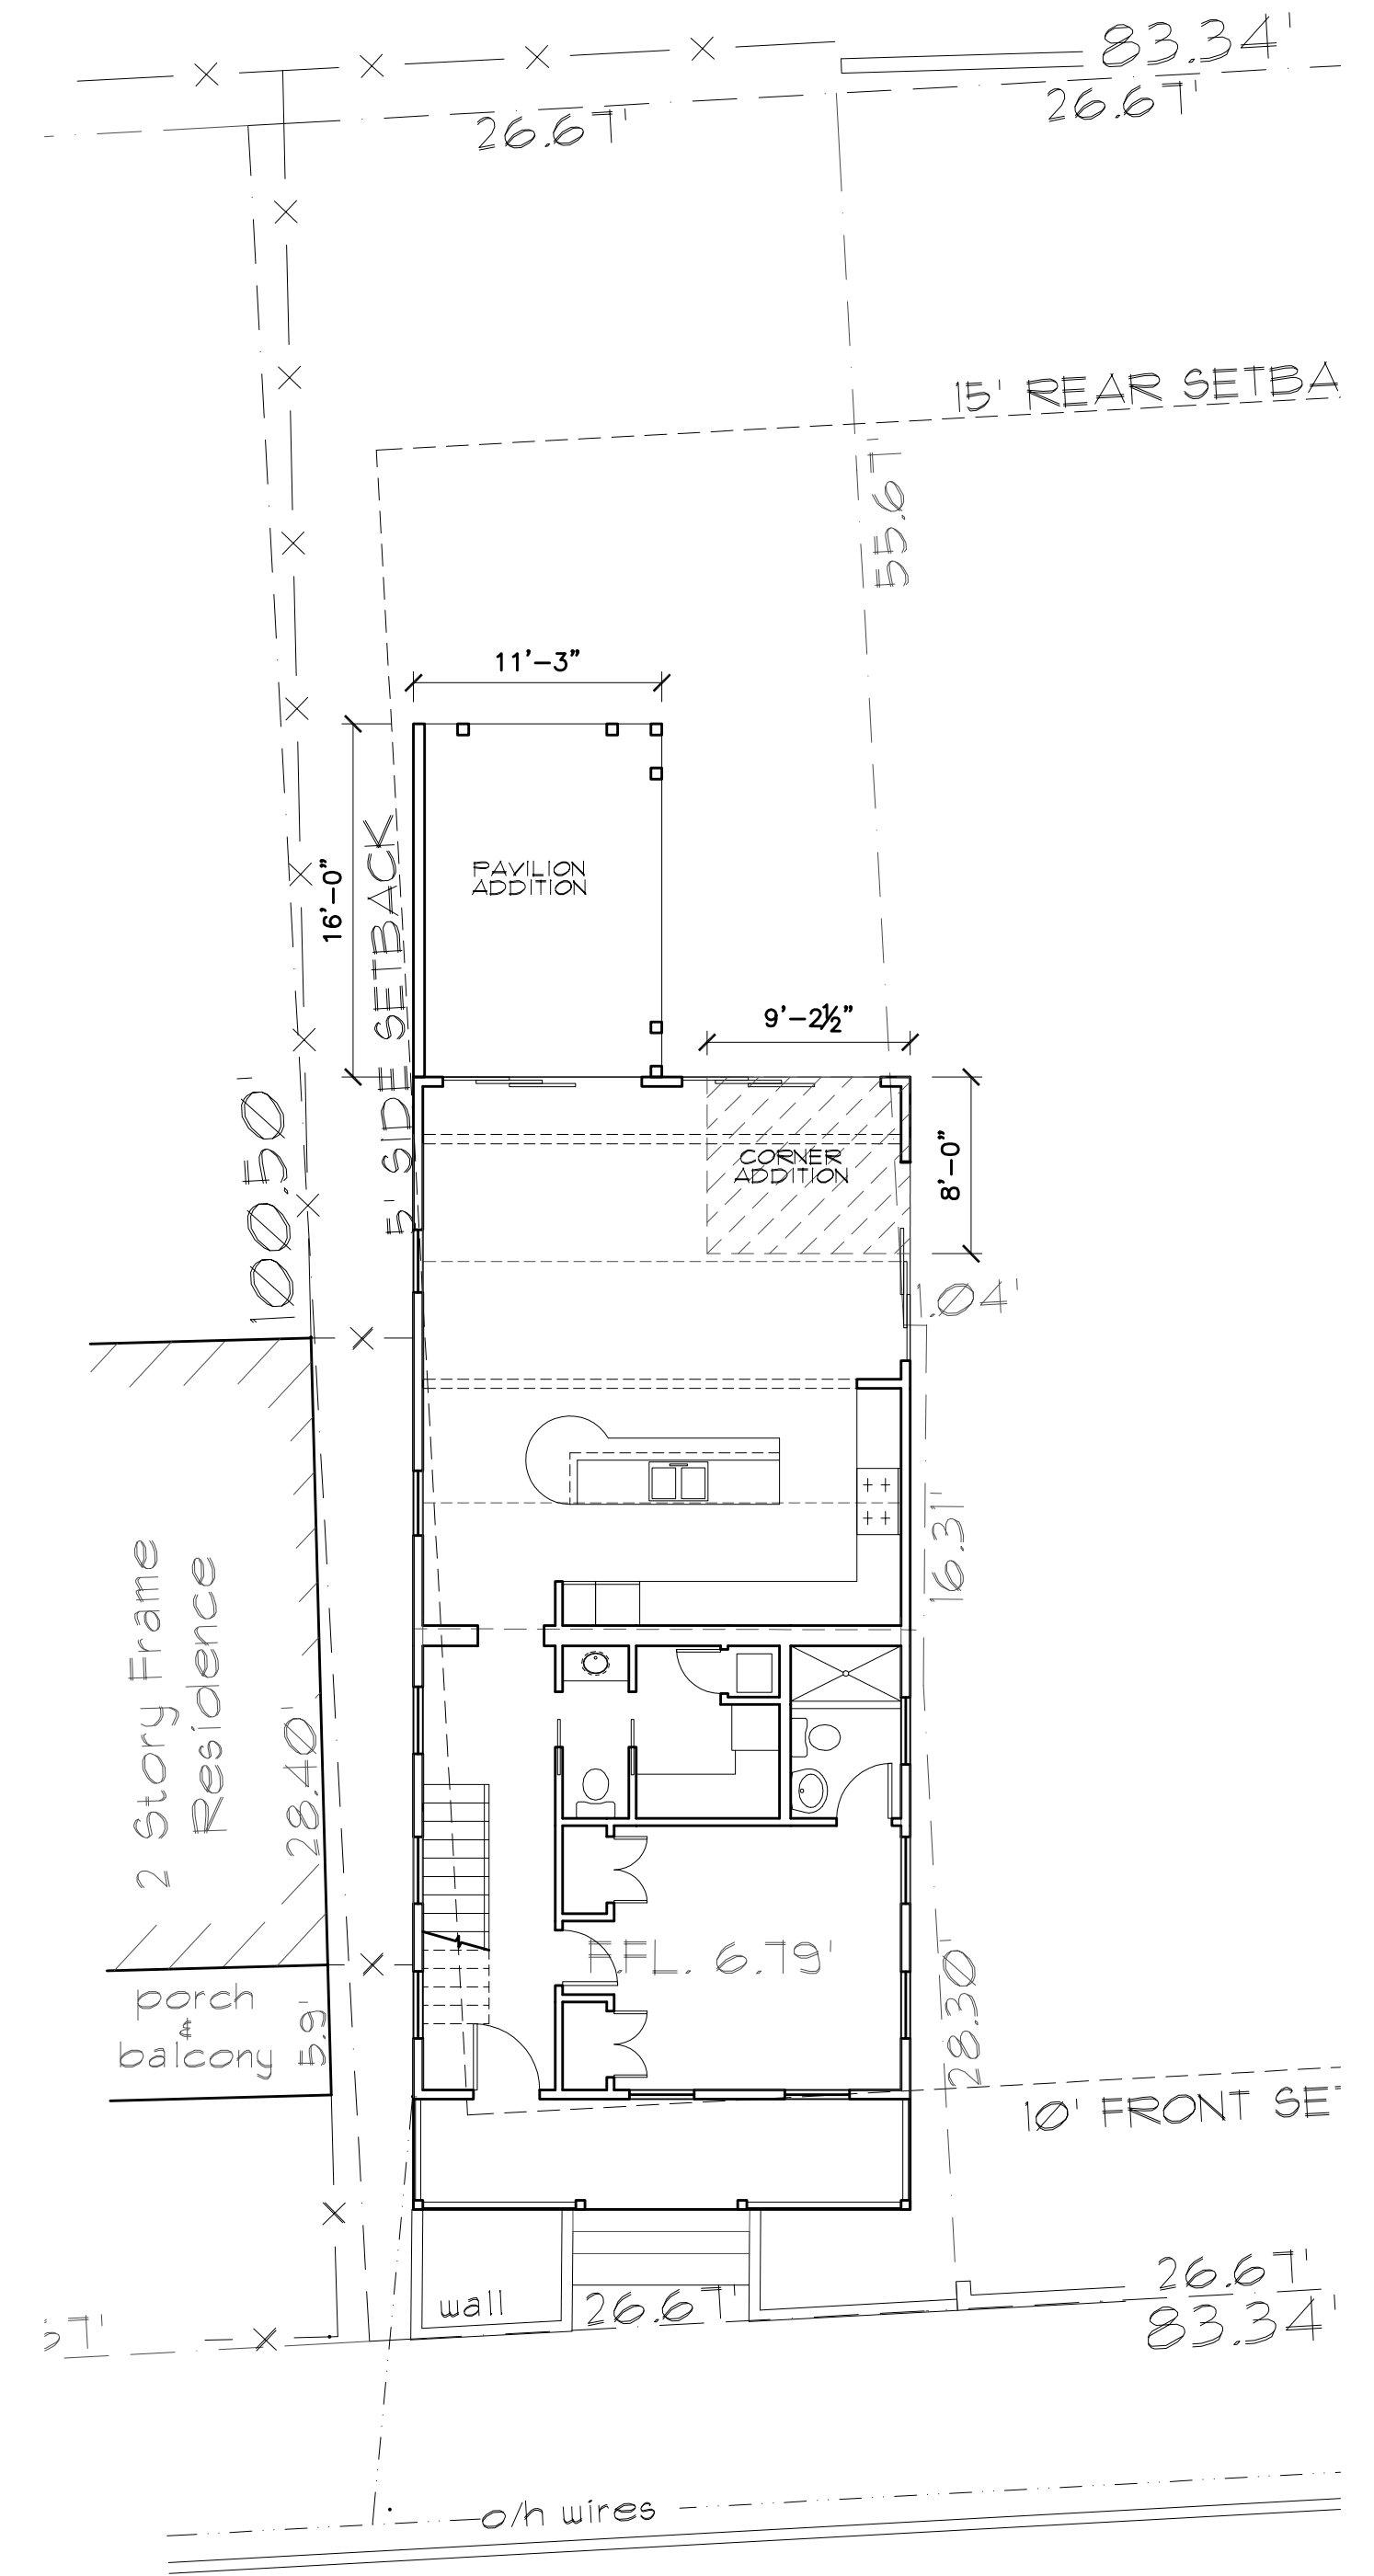 83.34'
26.67'
26.67'
15' REAR SETBA
55.67'
11'-3"
16'-0"
PAVILION
ADDITION
5' SIDE SETBACK
9'-2½"
8'-0"
CORNER
ADDITION
100.50'
1.04'
16.31'
2 Story Frame
Residence
28.40'
F.FL. 6.79'
28.30'
porch
&
balcony
5.9'
10' FRONT SE
wall
26.67'
26.67'
83.34'
57'
o/h wires